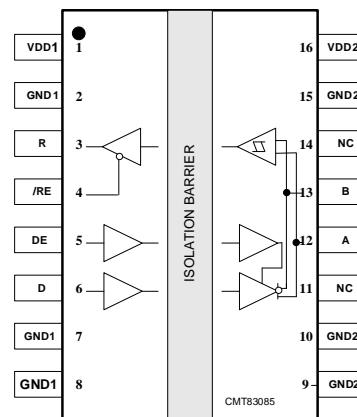 VDD1 1 16 VDD2
GND1 2 15 GND2
R 3 14 NC
/RE 4 13 B
DE 5 12 A
D 6 11 NC
GND1 7 10 GND2
GND1 8 9 GND2
ISOLATION BARRIER
CMT83085